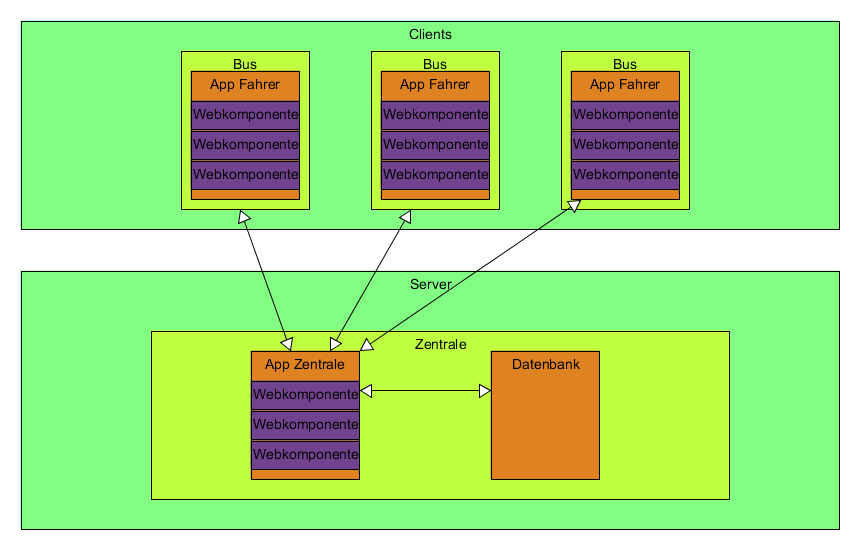 Clients
Bus Bus Bus
App Fahrer App Fahrer App Fahrer
Webkomponente Webkomponente Webkomponente
Webkomponente Webkomponente Webkomponente
Webkomponente Webkomponente Webkomponente
Server
Zentrale
App Zentrale Datenbank
Webkomponente
Webkomponente
Webkomponente